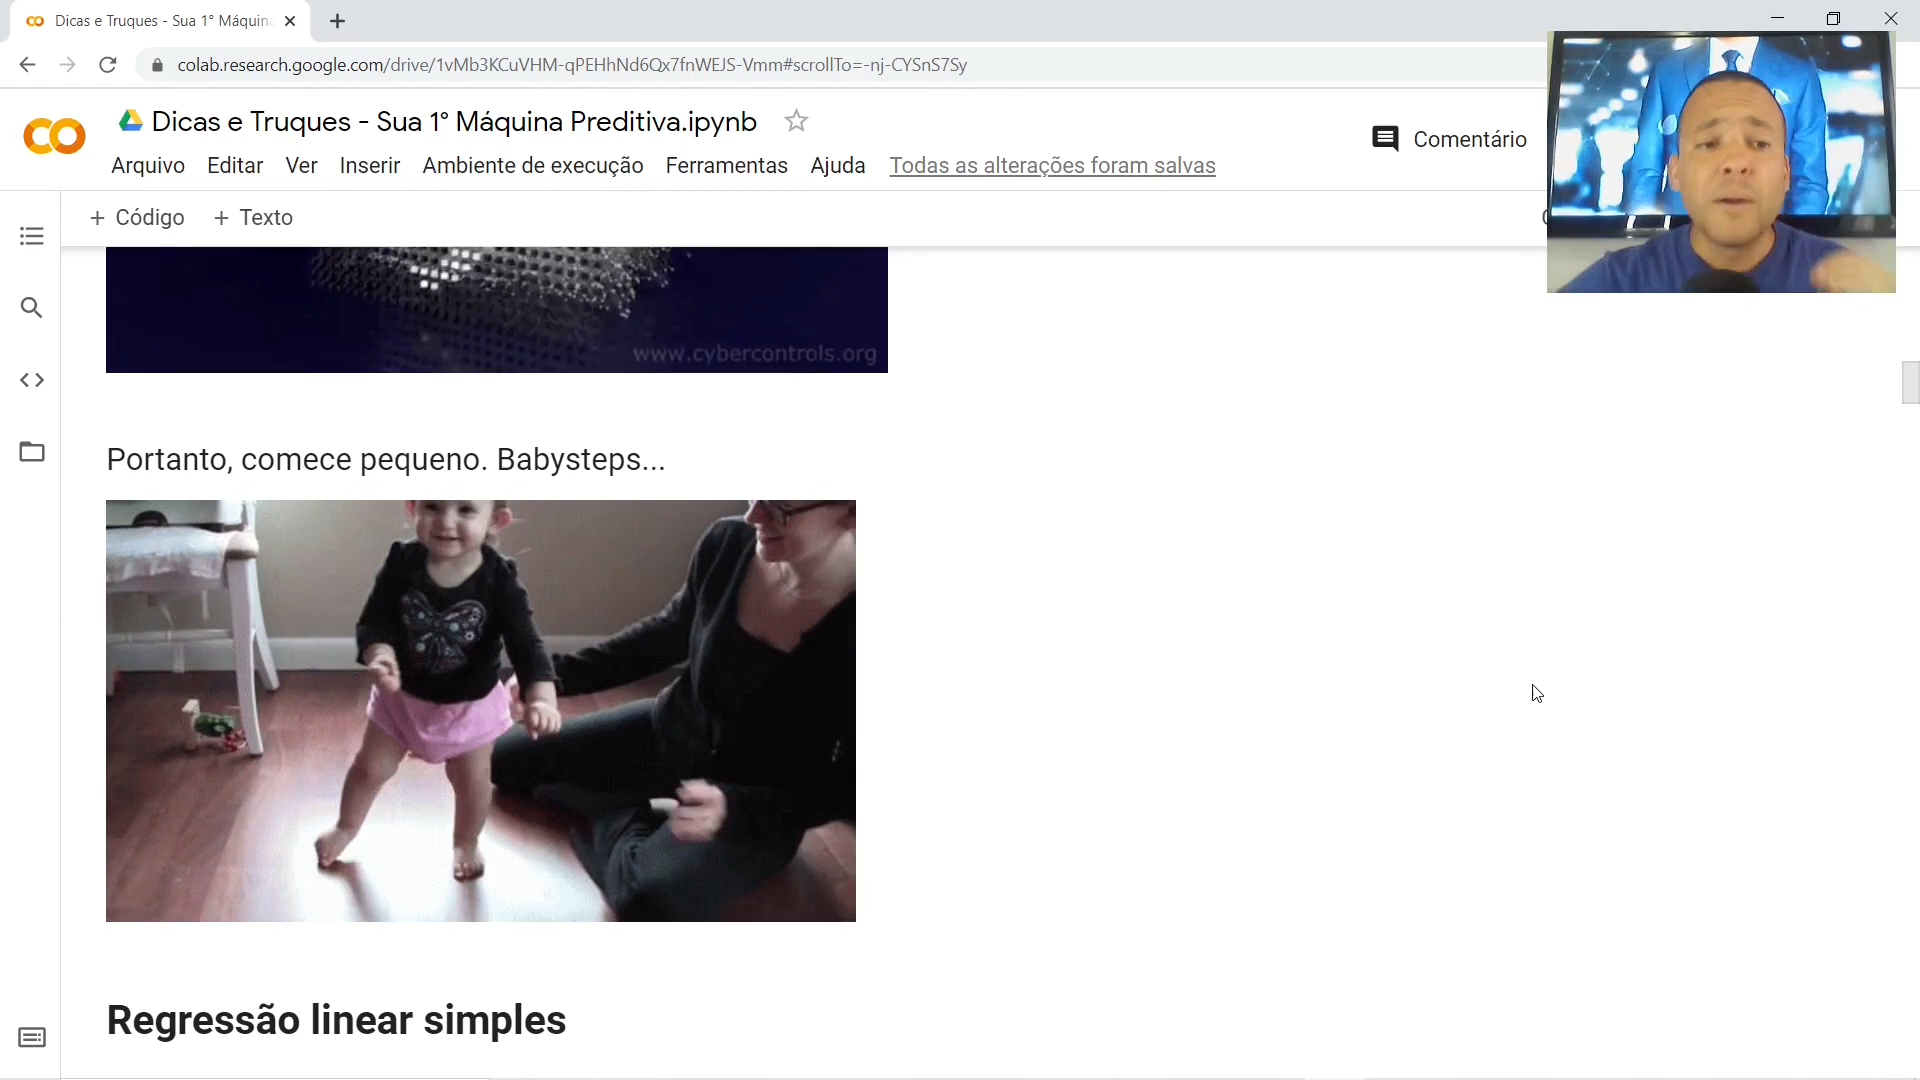 Dicas e Truques - Sua 1° Máquina
colab.research.google.com/drive/1vMb3KCuVHM-qPEHhNd6Qx7fnWEJS-Vmm#scrollTo=-nj-CYSnS7Sy
Dicas e Truques - Sua 1° Máquina Preditiva.ipynb
Comentário
Arquivo Editar Ver Inserir Ambiente de execução Ferramentas Ajuda Todas as alterações foram salvas
+ Código + Texto
www.cybercontrols.org
Portanto, comece pequeno. Babysteps...
Regressão linear simples